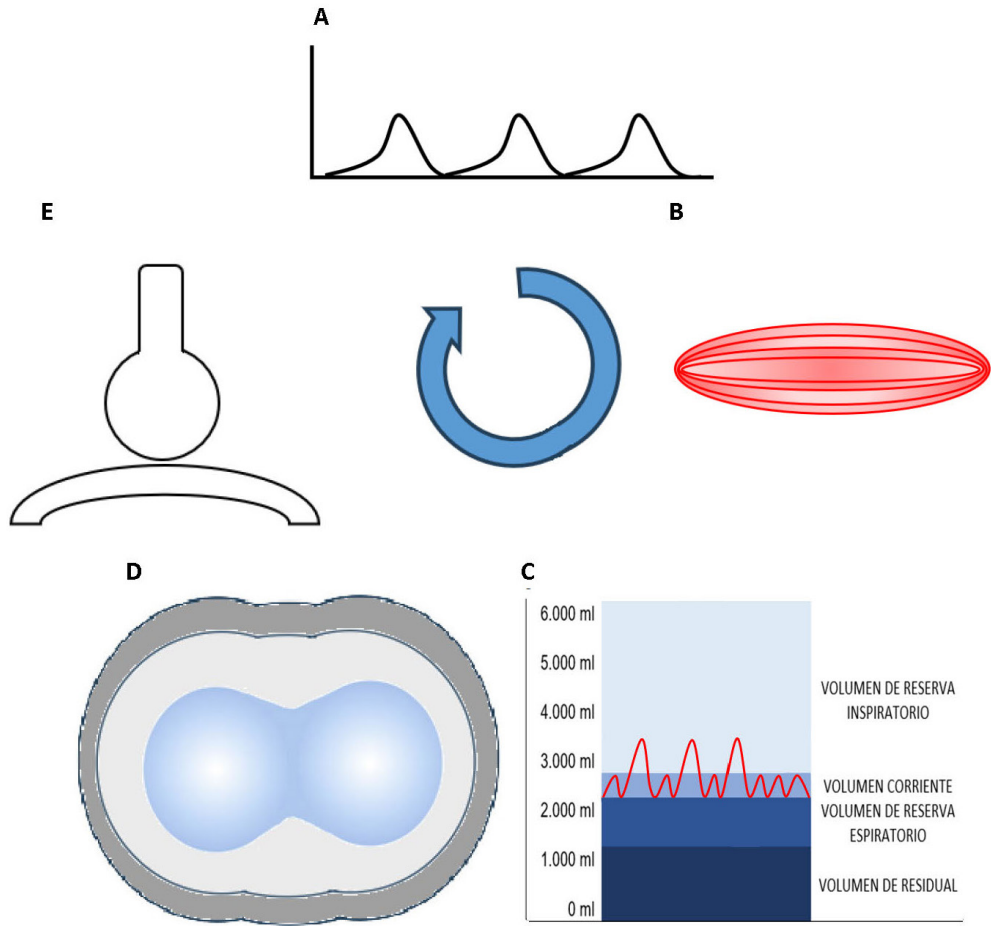 A
E
B
D
C
6.000 ml
5.000 ml
4.000 ml
3.000 ml
2.000 ml
1.000 ml
0 ml
VOLUMEN DE RESERVA
INSPIRATORIO
VOLUMEN CORRIENTE
VOLUMEN DE RESERVA
ESPIRATORIO
VOLUMEN DE RESIDUAL